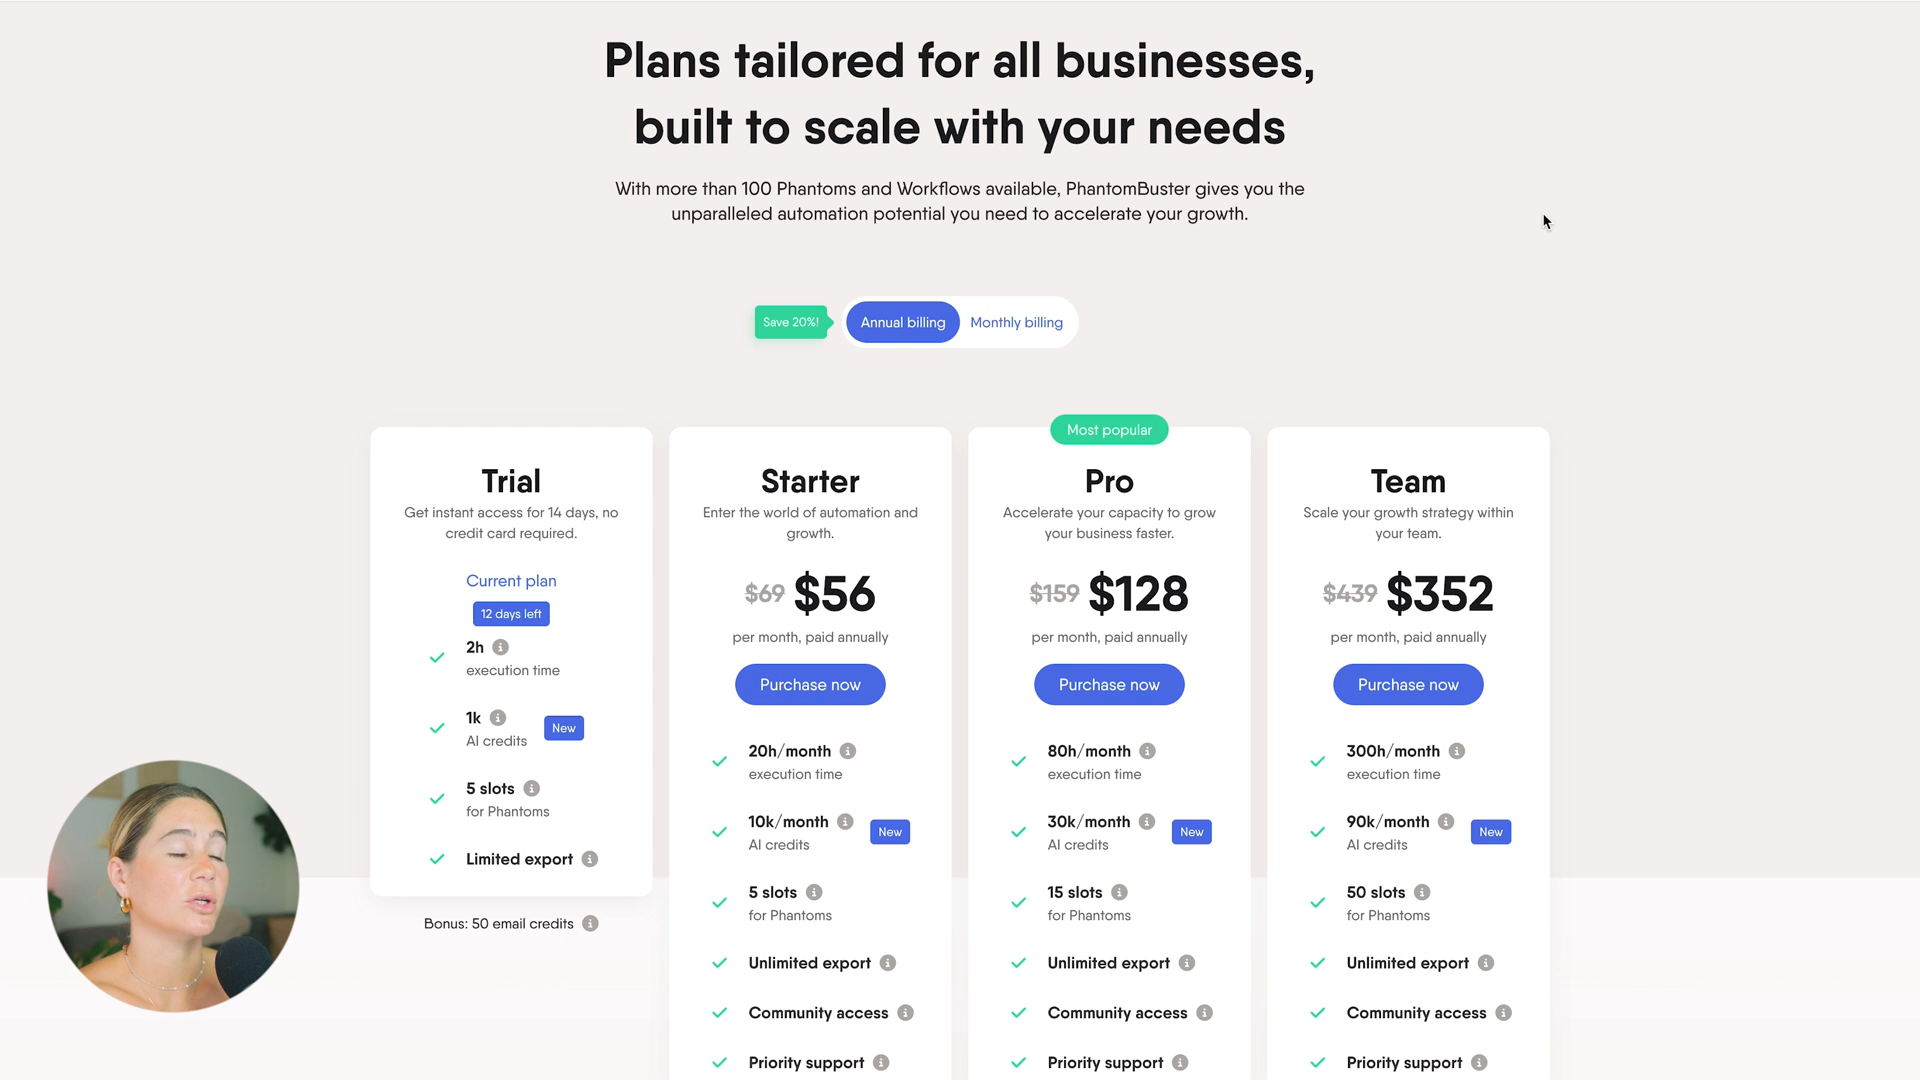 Plans tailored for all businesses,
built to scale with your needs
With more than 100 Phantoms and Workflows available, PhantomBuster gives you the
unparalleled automation potential you need to accelerate your growth.
Save 20%!
Annual billing
Monthly billing
Trial
Get instant access for 14 days, no
credit card required.
Current plan
12 days left
2h
execution time
1k
AI credits
New
5 slots
for Phantoms
Limited export
Bonus: 50 email credits
Starter
Enter the world of automation and
growth.
$69 $56
per month, paid annually
Purchase now
20h/month
execution time
10k/month
AI credits
New
5 slots
for Phantoms
Unlimited export
Community access
Priority support
Most popular
Pro
Accelerate your capacity to grow
your business faster.
$159 $128
per month, paid annually
Purchase now
80h/month
execution time
30k/month
AI credits
New
15 slots
for Phantoms
Unlimited export
Community access
Priority support
Team
Scale your growth strategy within
your team.
$439 $352
per month, paid annually
Purchase now
300h/month
execution time
90k/month
AI credits
New
50 slots
for Phantoms
Unlimited export
Community access
Priority support